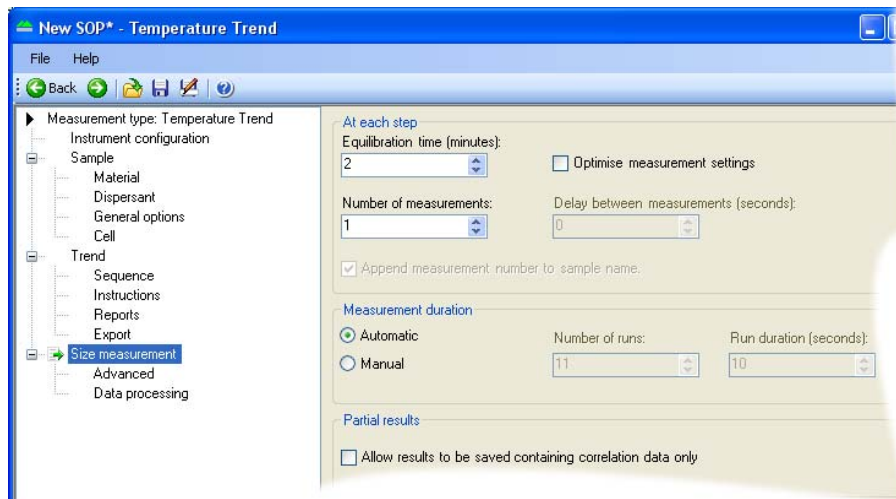 New SOP* - Temperature Trend
File Help
Back
Measurement type: Temperature Trend
Instrument configuration
Sample
Material
Dispersant
General options
Cell
Trend
Sequence
Instructions
Reports
Export
Size measurement
Advanced
Data processing
At each step
Equilibration time (minutes):
2
Optimise measurement settings
Number of measurements:
Delay between measurements (seconds):
1
0
Append measurement number to sample name.
Measurement duration
Automatic
Number of runs:
Run duration (seconds):
Manual
11
10
Partial results
Allow results to be saved containing correlation data only